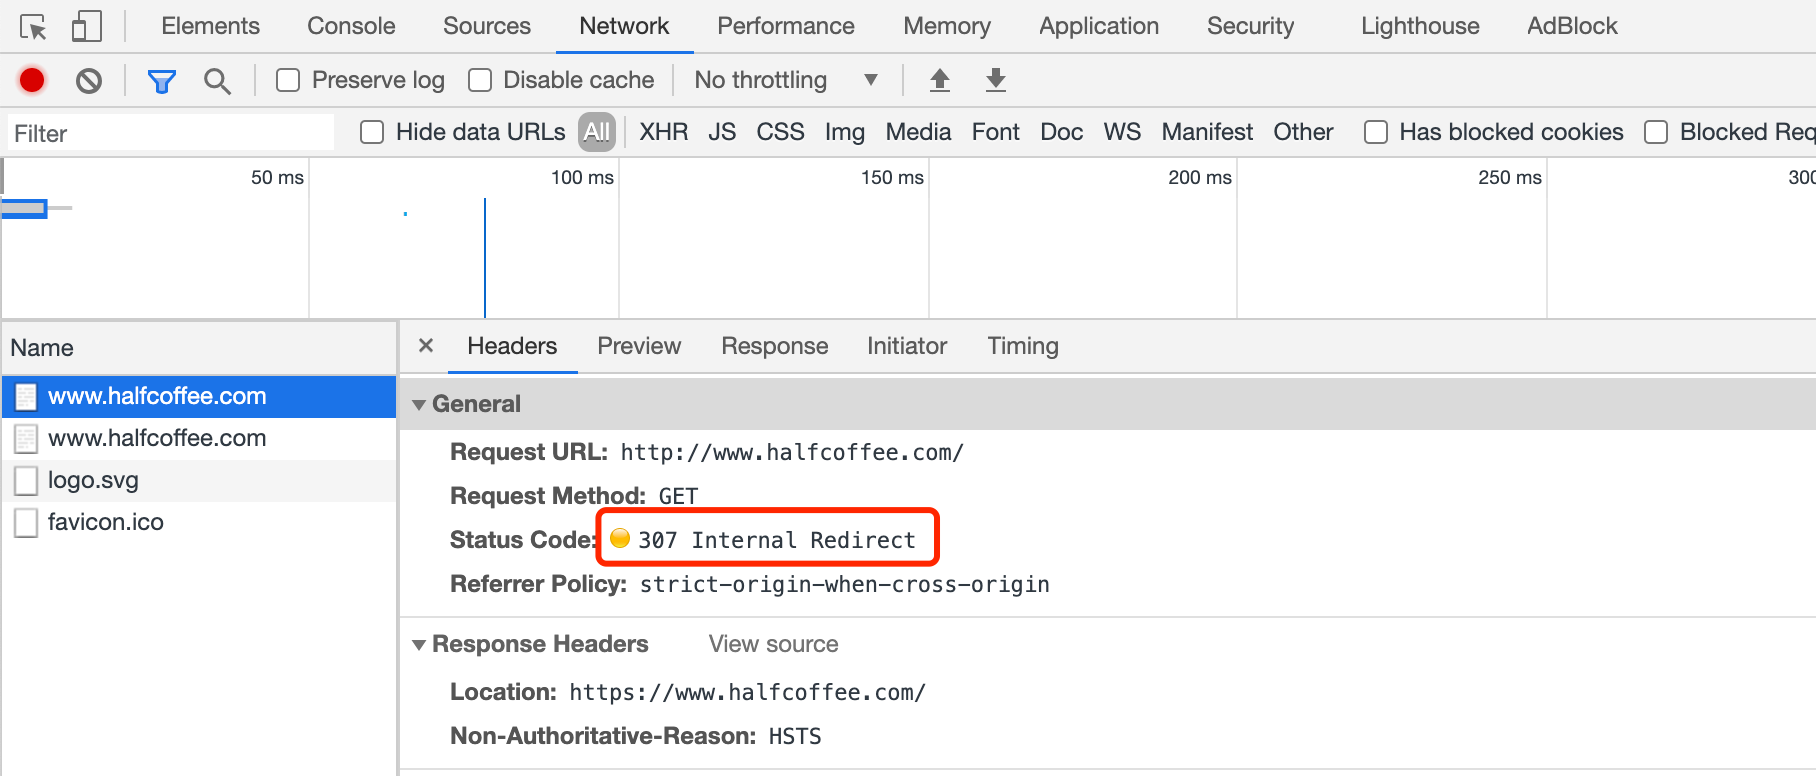 Elements Console Sources Network Performance Memory Application Security Lighthouse AdBlock
Preserve log Disable cache No throttling
Filter Hide data URLs All XHR JS CSS Img Media Font Doc WS Manifest Other Has blocked cookies Blocked Req
50 ms 100 ms 150 ms 200 ms 250 ms 300
Name
www.halfcoffee.com
www.halfcoffee.com
logo.svg
favicon.ico
× Headers Preview Response Initiator Timing
General
Request URL: http://www.halfcoffee.com/
Request Method: GET
Status Code: 307 Internal Redirect
Referrer Policy: strict-origin-when-cross-origin
Response Headers View source
Location: https://www.halfcoffee.com/
Non-Authoritative-Reason: HSTS